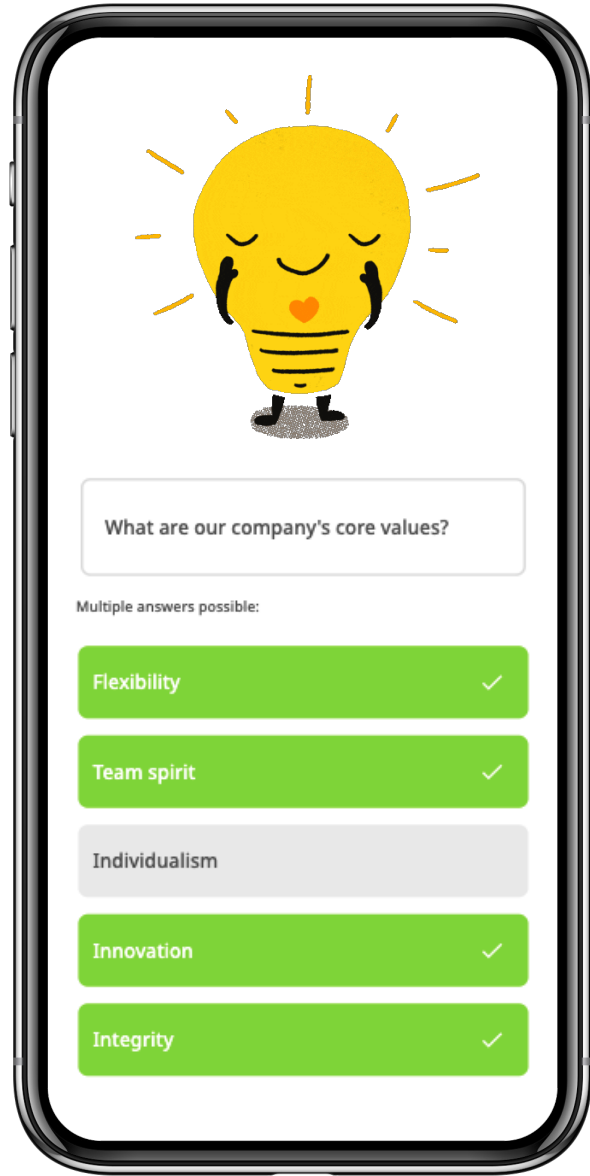 What are our company's core values?
Multiple answers possible:
Flexibility
Team spirit
Individualism
Innovation
Integrity